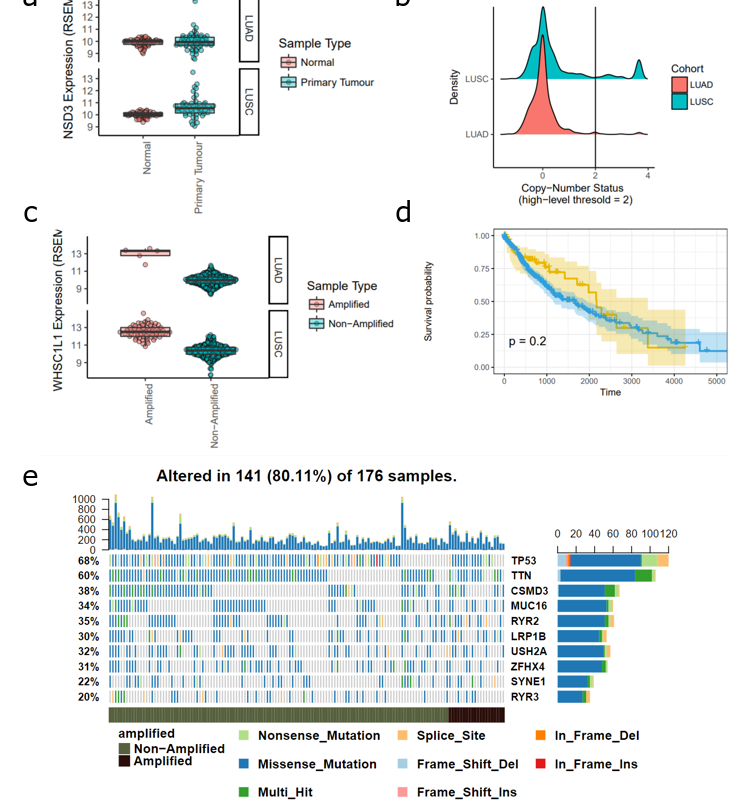 a
NSD3 Expression (RSEM
13
12
11
10
9
LUAD
13
12
11
10
9
LUSC
Normal
Primary Tumour
Sample Type
Normal
Primary Tumour
b
Density
LUSC
LUAD
0
2
4
Copy−Number Status
(high−level thresold = 2)
Cohort
LUAD
LUSC
c
WHSC1L1 Expression (RSEM
13
11
9
LUAD
13
11
9
LUSC
Amplified
Non−Amplified
Sample Type
Amplified
Non−Amplified
d
Survival probability
1.00
0.75
0.50
0.25
0.00
p = 0.2
0
1000
2000
3000
4000
5000
Time
e
Altered in 141 (80.11%) of 176 samples.
1000
800
600
400
200
0
0 20 40 60 80 100 120
68% TP53
60% TTN
38% CSMD3
34% MUC16
35% RYR2
30% LRP1B
32% USH2A
31% ZFHX4
22% SYNE1
20% RYR3
amplified
Non−Amplified
Amplified
Nonsense_Mutation
Missense_Mutation
Multi_Hit
Splice_Site
Frame_Shift_Del
Frame_Shift_Ins
In_Frame_Del
In_Frame_Ins